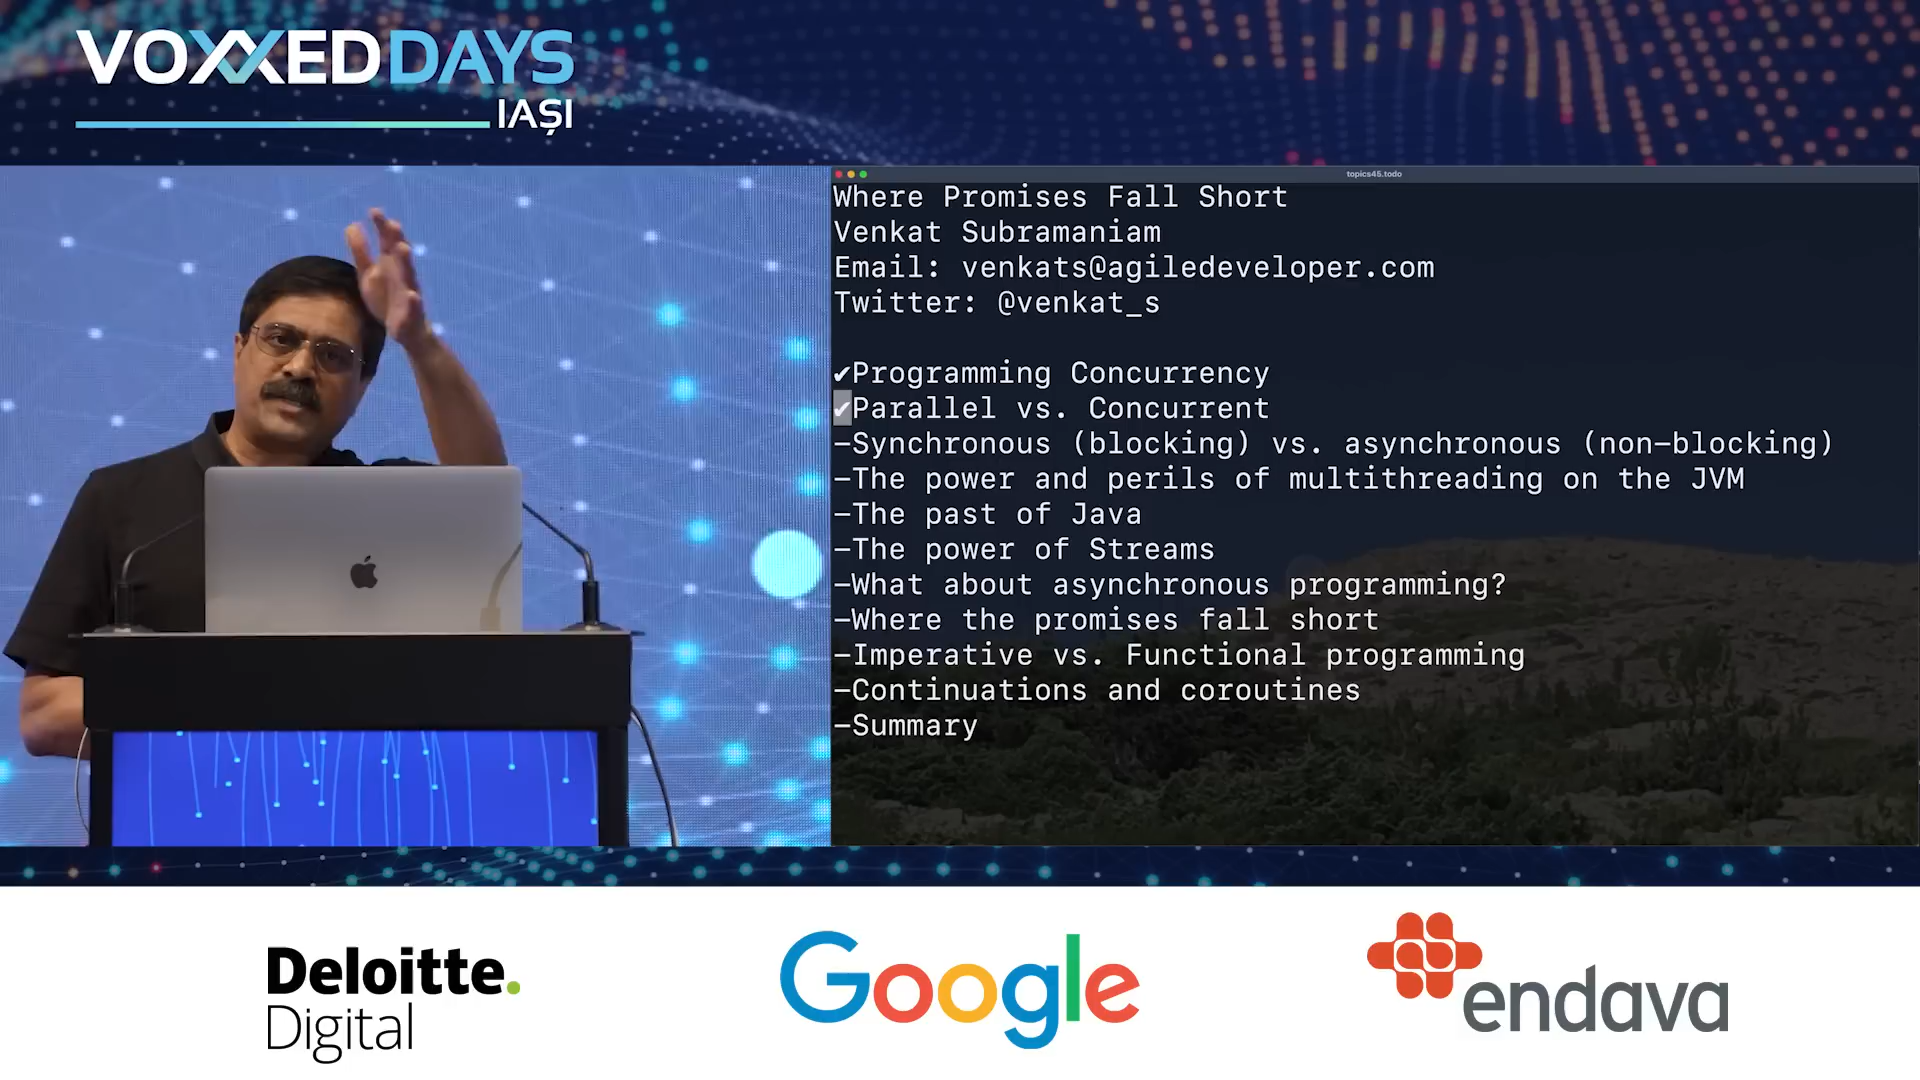 VOXXEDDAYS
IAȘI
topics45.todo
Where Promises Fall Short
Venkat Subramaniam
Email: venkats@agiledeveloper.com
Twitter: @venkat_s
✔Programming Concurrency
✔Parallel vs. Concurrent
−Synchronous (blocking) vs. asynchronous (non−blocking)
−The power and perils of multithreading on the JVM
−The past of Java
−The power of Streams
−What about asynchronous programming?
−Where the promises fall short
−Imperative vs. Functional programming
−Continuations and coroutines
−Summary
Deloitte.
Digital
Google
endava